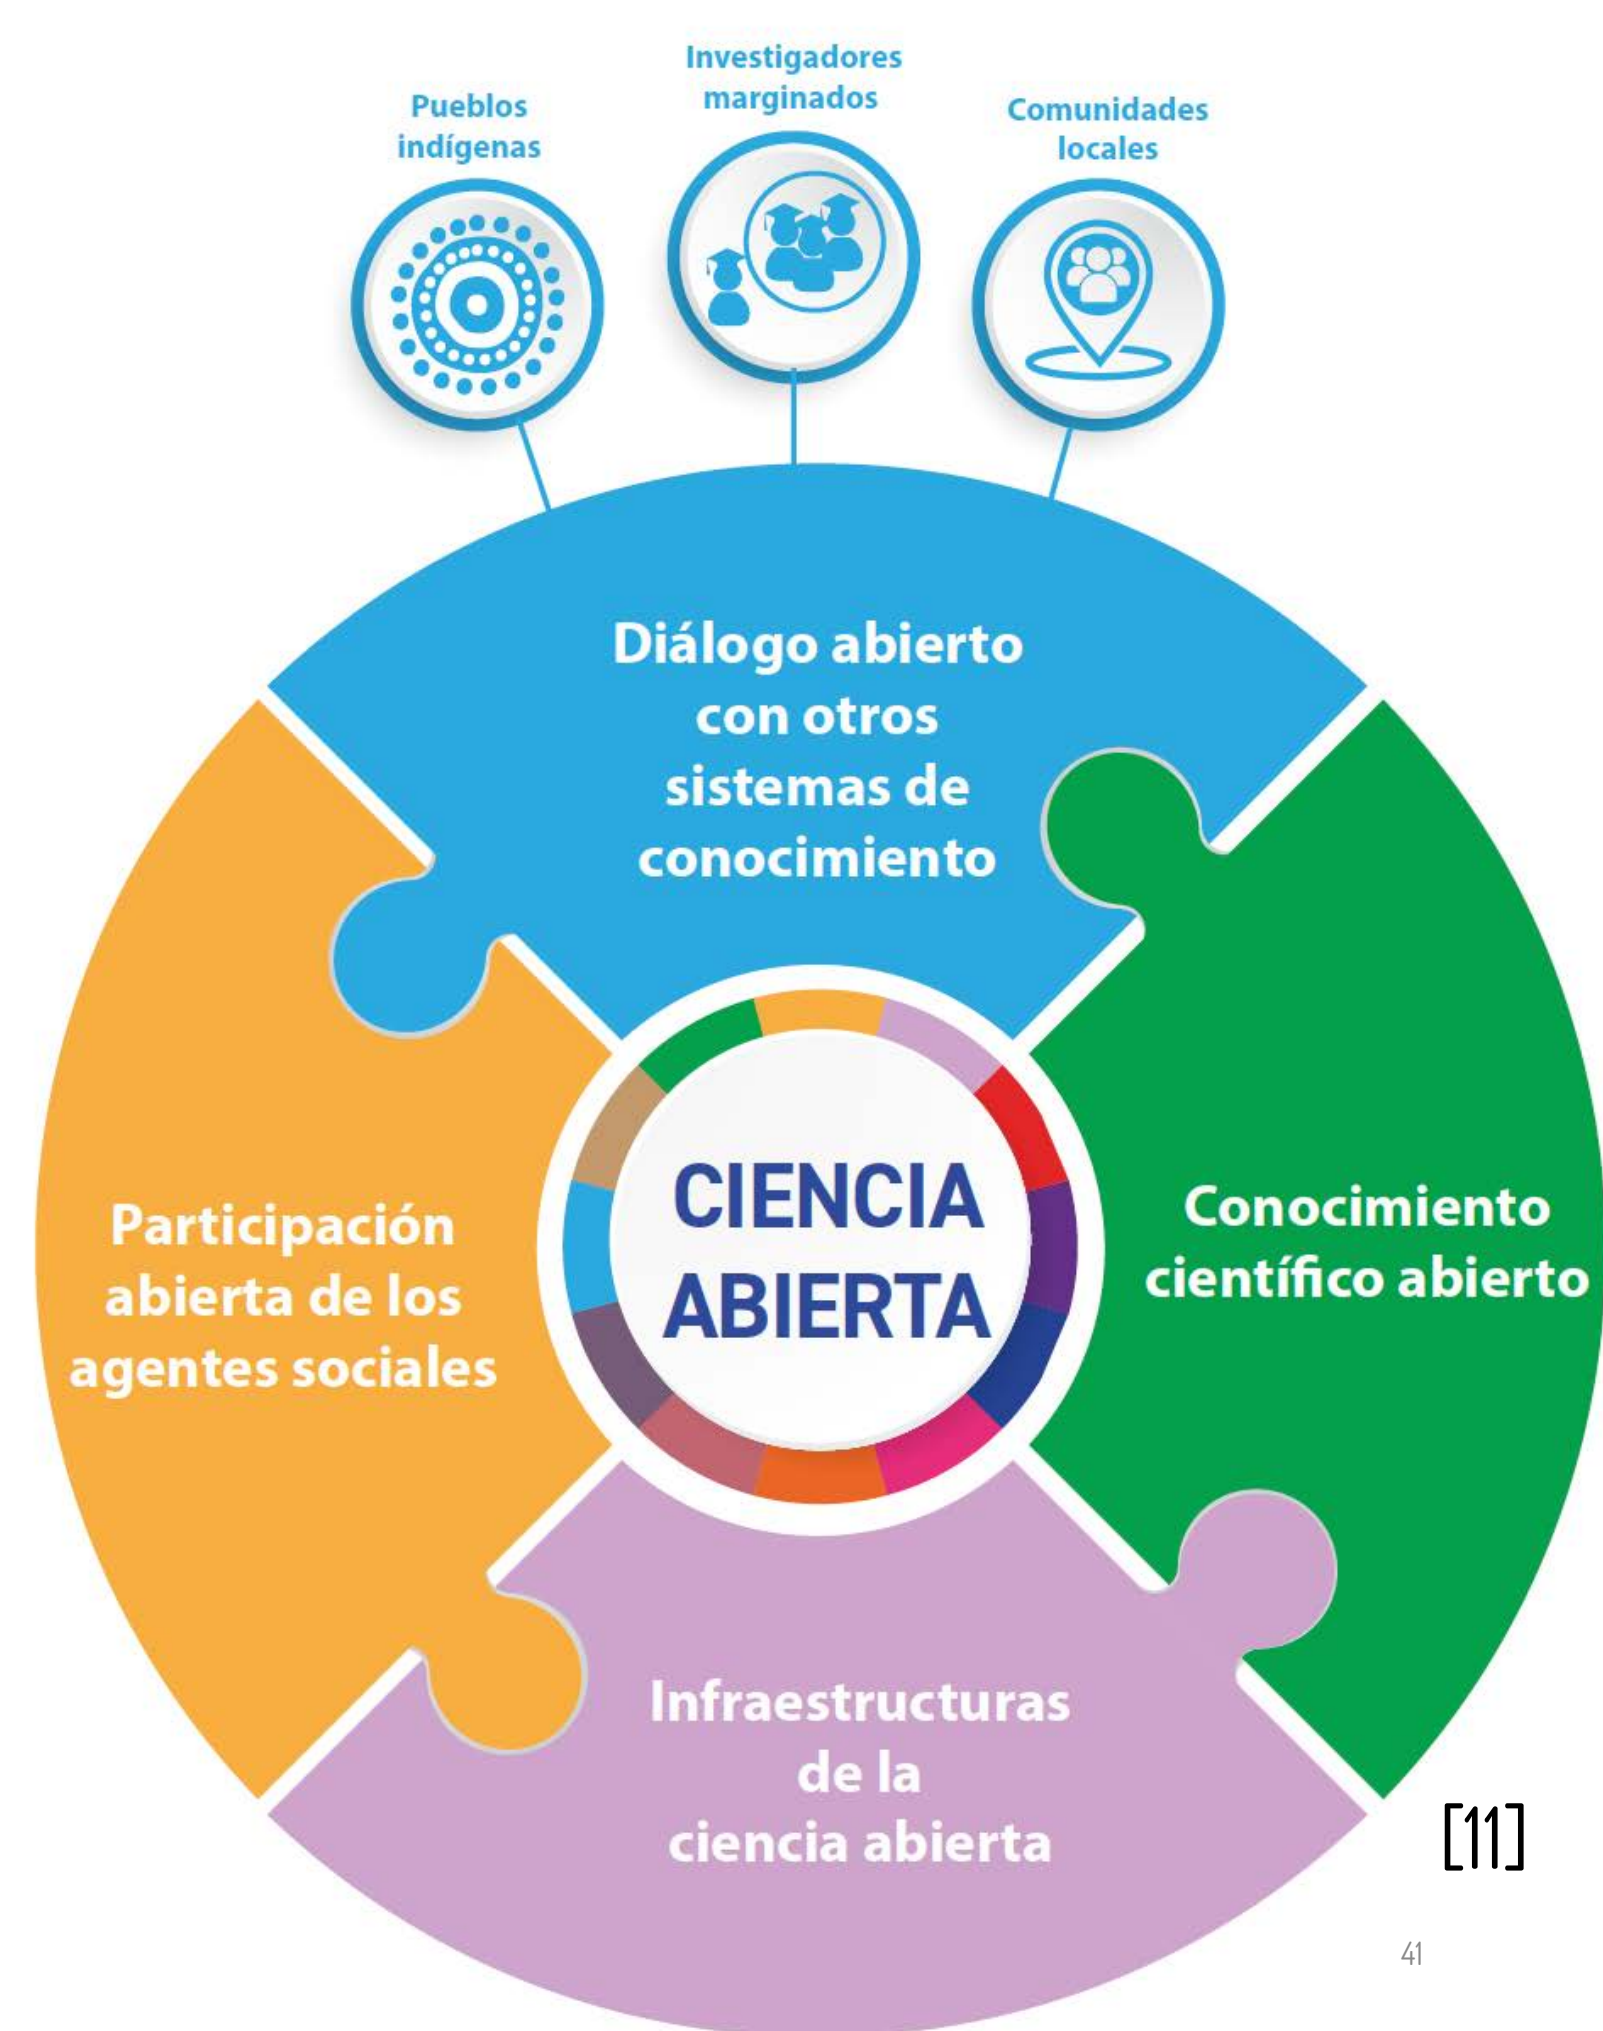 Investigadores
marginados
Pueblos
indígenas
Comunidades
locales
Diálogo abierto
con otros
sistemas de
conocimiento
Participación
abierta de los
agentes sociales
CIENCIA
ABIERTA
Conocimiento
científico abierto
Infraestructuras
de la
ciencia abierta
[11]
41